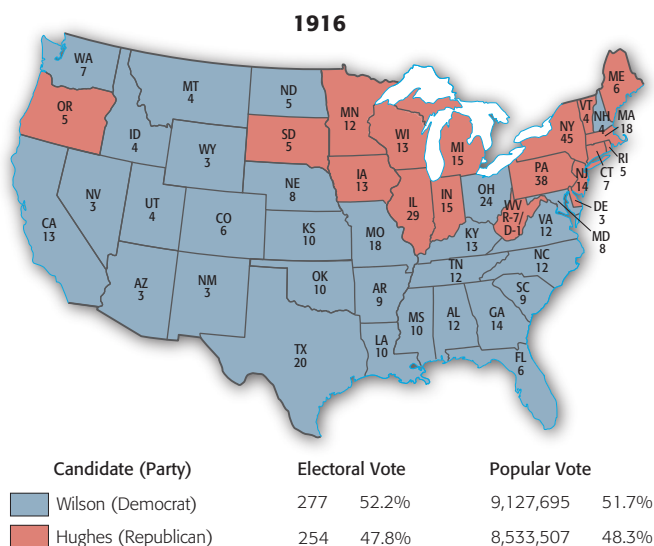 1916
WA
7
OR
5
CA
13
NV
3
ID
4
MT
4
WY
3
UT
4
AZ
3
CO
6
NM
3
ND
5
SD
5
NE
8
KS
10
OK
10
TX
20
MN
12
IA
13
MO
18
AR
9
LA
10
WI
13
IL
29
MI
15
IN
15
OH
24
KY
13
TN
12
MS
10
AL
12
GA
14
FL
6
SC
9
NC
12
VA
12
WV
R-7/
D-1
PA
38
NY
45
VT
4
NH
4
ME
6
MA
18
RI
5
CT
7
NJ
14
DE
3
MD
8
Candidate (Party) Electoral Vote Popular Vote
Wilson (Democrat) 277 52.2% 9,127,695 51.7%
Hughes (Republican) 254 47.8% 8,533,507 48.3%